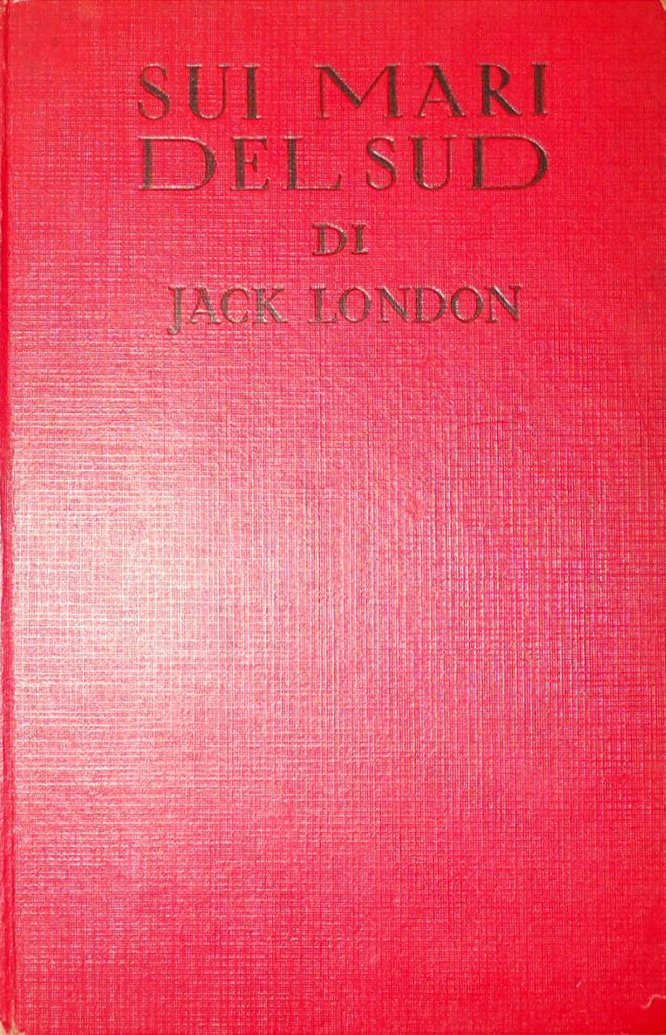 SUI MARI
DEL SUD
DI
JACK LONDON